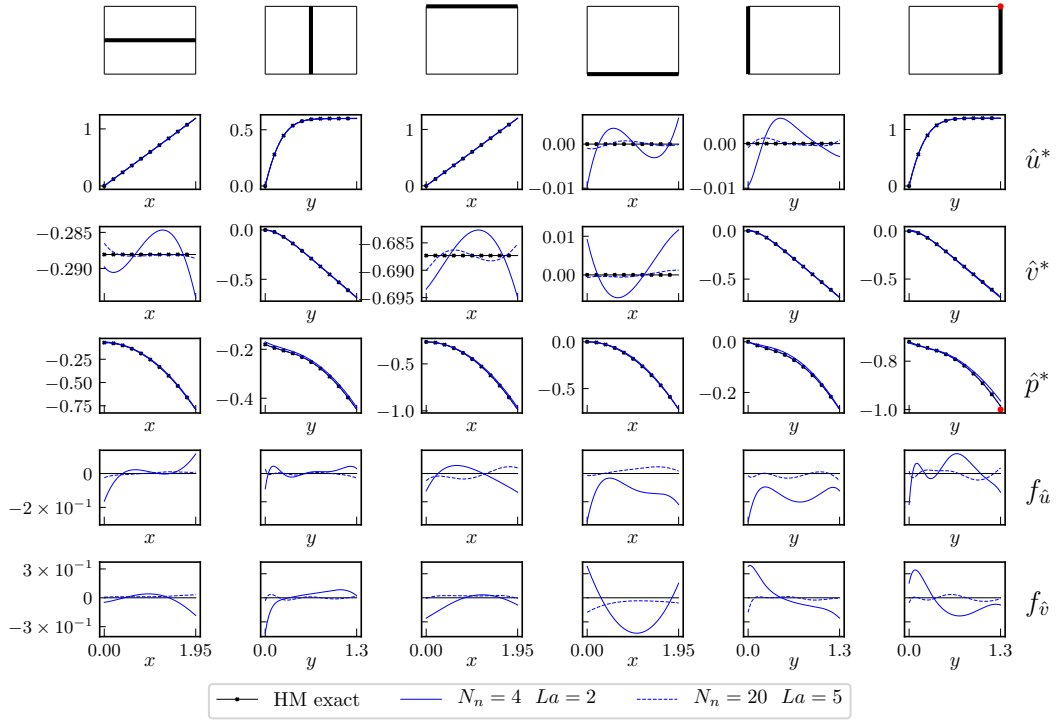 1
0
x
0.5
0.0
y
1
0
x
0.00
−0.01
x
0.00
−0.01
y
1
0
y
û*
−0.285
−0.290
x
0.0
−0.5
y
−0.685
−0.690
−0.695
x
0.01
0.00
x
0.0
−0.5
y
0.0
−0.5
y
v̂*
−0.25
−0.50
−0.75
x
−0.2
−0.4
y
−0.5
−1.0
x
0.0
−0.5
x
0.0
−0.2
y
−0.8
−1.0
y
p̂*
0
−2 × 10⁻¹
x
y
x
x
y
y
f_û
3 × 10⁻¹
0
−3 × 10⁻¹
0.00 x 1.95
0.0 y 1.3
0.00 x 1.95
0.00 x 1.95
0.0 y 1.3
0.0 y 1.3
f_v̂
HM exact N_n = 4 La = 2 N_n = 20 La = 5